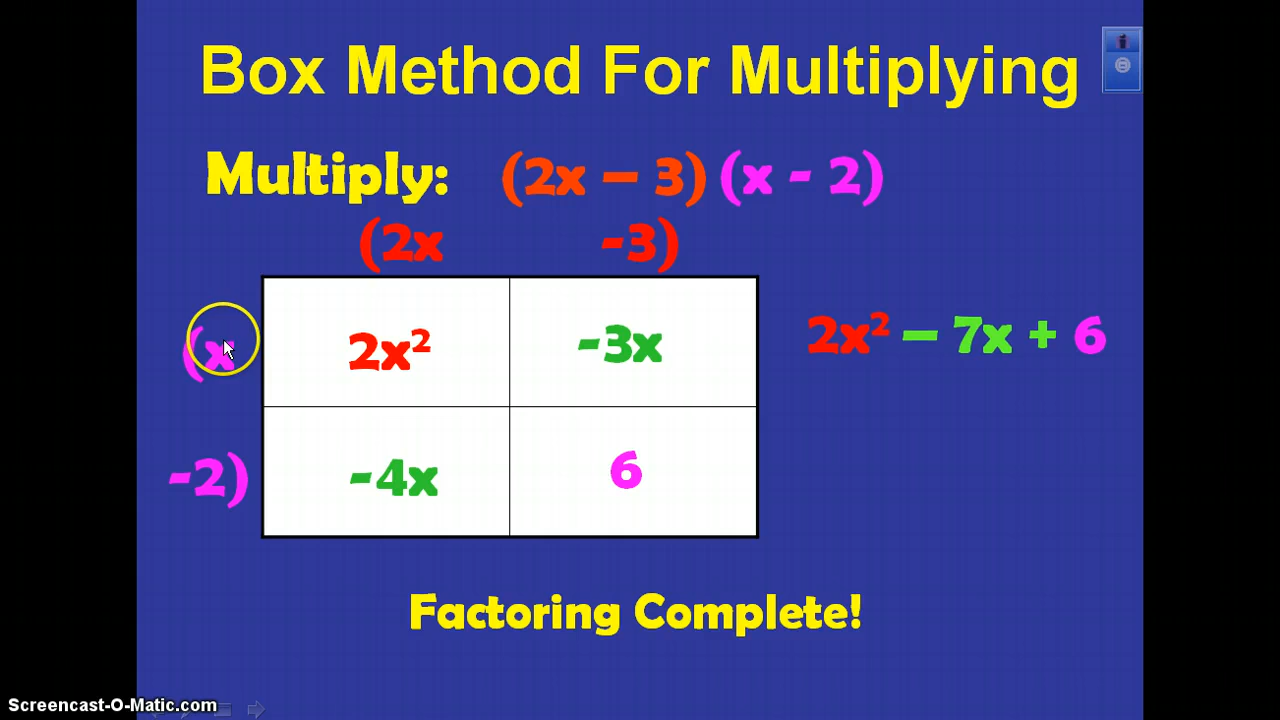 Box Method For Multiplying
Multiply: (2x – 3) (x - 2)
(2x -3)
(x 2x² -3x 2x² – 7x + 6
-2) -4x 6
Factoring Complete!
Screencast-O-Matic.com